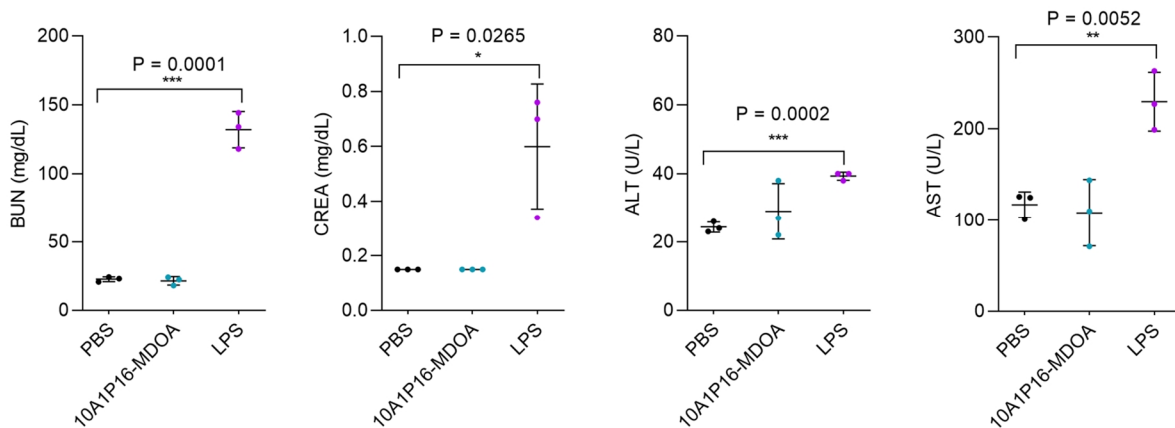 BUN (mg/dL)
200
150
100
50
0
P = 0.0001
***
PBS
10A1P16-MDOA
LPS
CREA (mg/dL)
1.0
0.8
0.6
0.4
0.2
0.0
P = 0.0265
*
PBS
10A1P16-MDOA
LPS
ALT (U/L)
80
60
40
20
0
P = 0.0002
***
PBS
10A1P16-MDOA
LPS
AST (U/L)
300
200
100
0
P = 0.0052
**
PBS
10A1P16-MDOA
LPS